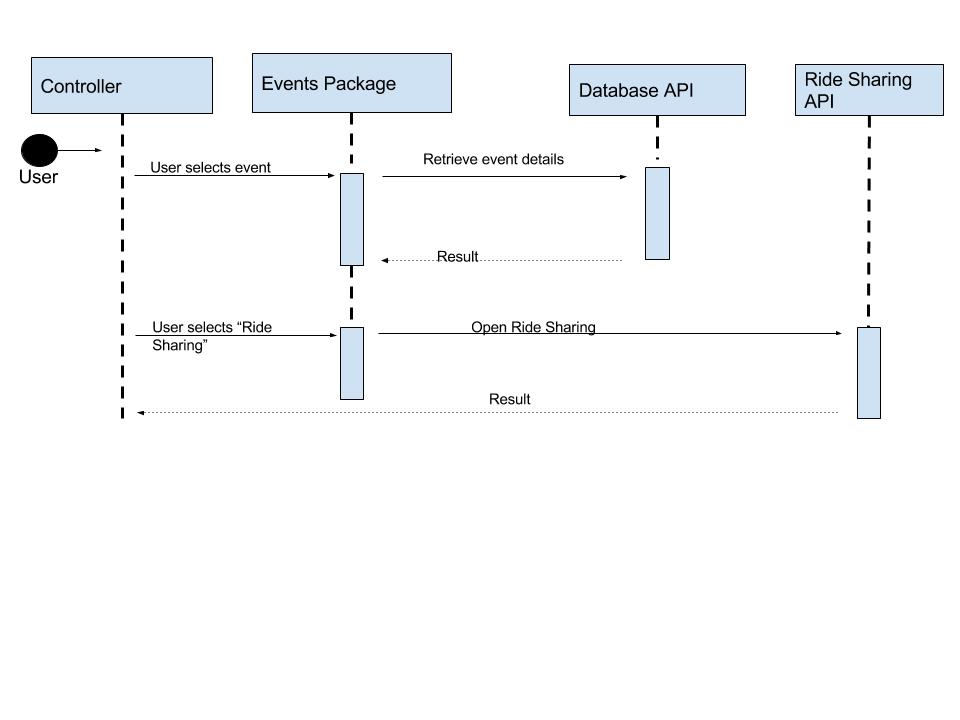 Controller
Events Package
Database API
Ride Sharing
API
User
User selects event
Retrieve event details
Result
User selects “Ride
Sharing”
Open Ride Sharing
Result